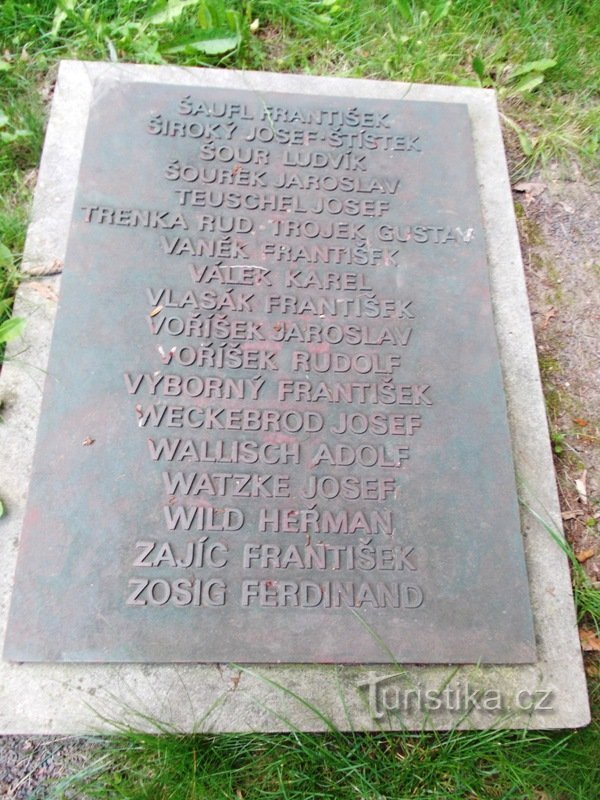 ŠAUFL FRANTIŠEK
ŠIROKÝ JOSEF·ŠTÍSTEK
ŠOUR LUDVÍK
ŠOUREK JAROSLAV
TEUSCHEL JOSEF
TRENKA RUD. TROJEK GUSTAV
VANĚK FRANTIŠEK
VÁLEK KAREL
VLASÁK FRANTIŠEK
VOŘÍŠEK JAROSLAV
VOŘÍŠEK RUDOLF
VÝBORNÝ FRANTIŠEK
WECKEBROD JOSEF
WALLISCH ADOLF
WATZKE JOSEF
WILD HEŘMAN
ZAJÍC FRANTIŠEK
ZOSIG FERDINAND
Turistika.cz